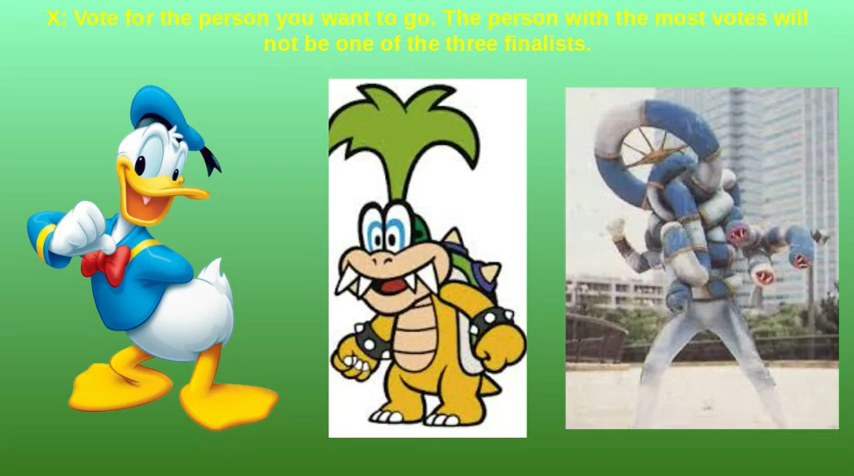 X: Vote for the person you want to go. The person with the most votes will
not be one of the three finalists.